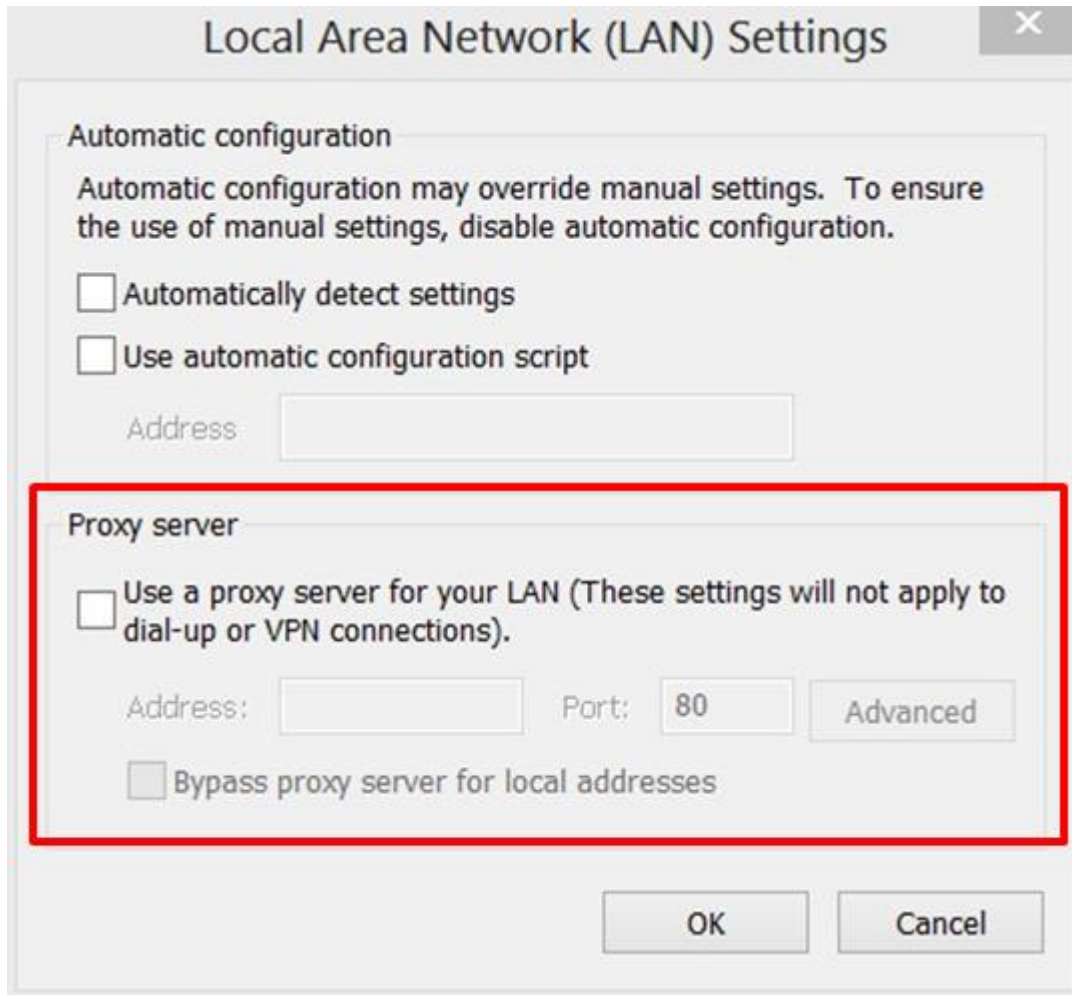 Local Area Network (LAN) Settings
Automatic configuration
Automatic configuration may override manual settings.  To ensure
the use of manual settings, disable automatic configuration.
Automatically detect settings
Use automatic configuration script
Address
Proxy server
Use a proxy server for your LAN (These settings will not apply to
dial-up or VPN connections).
Address:
Port:
80
Advanced
Bypass proxy server for local addresses
OK
Cancel